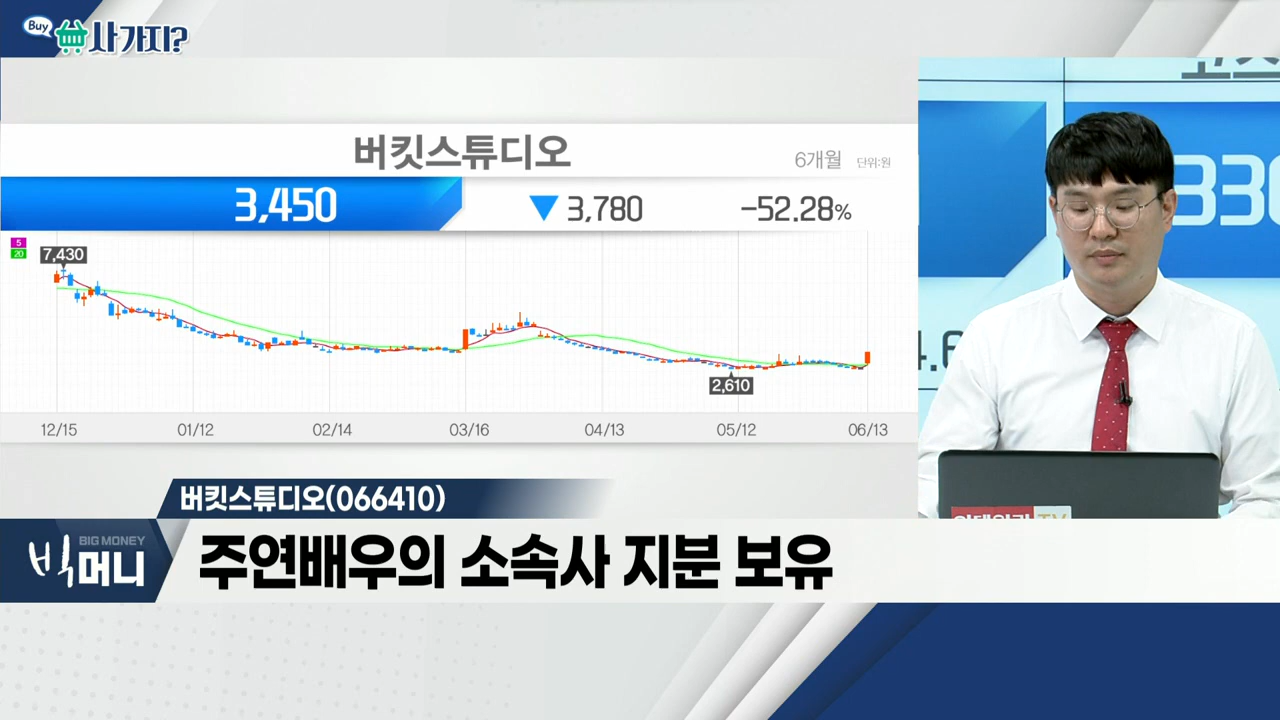 Buy
사가지?
버킷스튜디오
6개월 단위:원
3,450
▼ 3,780
-52.28%
5
20
7,430
2,610
12/15 01/12 02/14 03/16 04/13 05/12 06/13
330
4.6
버킷스튜디오(066410)
BIG MONEY
빅머니
주연배우의 소속사 지분 보유